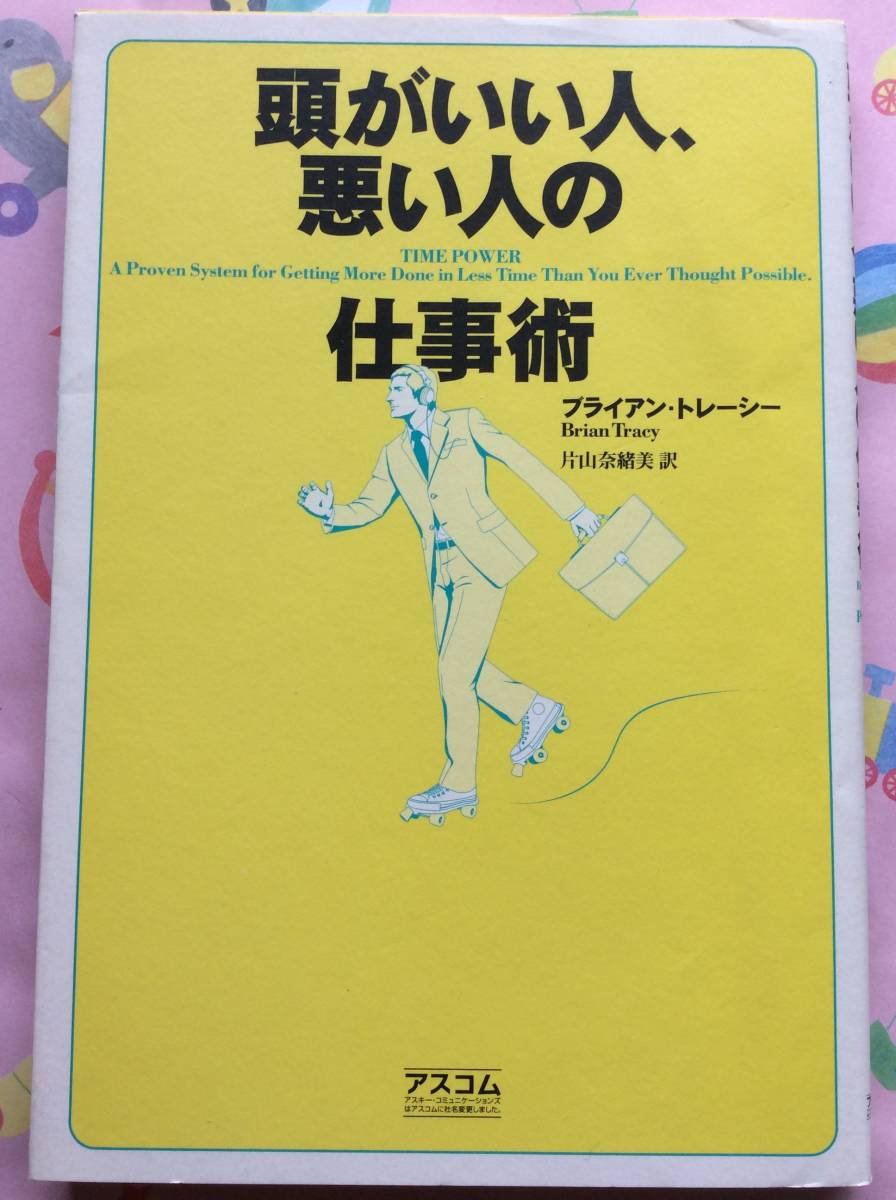 頭がいい人、
悪い人の
TIME POWER
A Proven System for Getting More Done in Less Time Than You Ever Thought Possible.
仕事術
ブライアン・トレーシー
Brian Tracy
片山奈緒美 訳
アスコム
アスキー・コミュニケーションズ
はアスコムに社名変更しました。